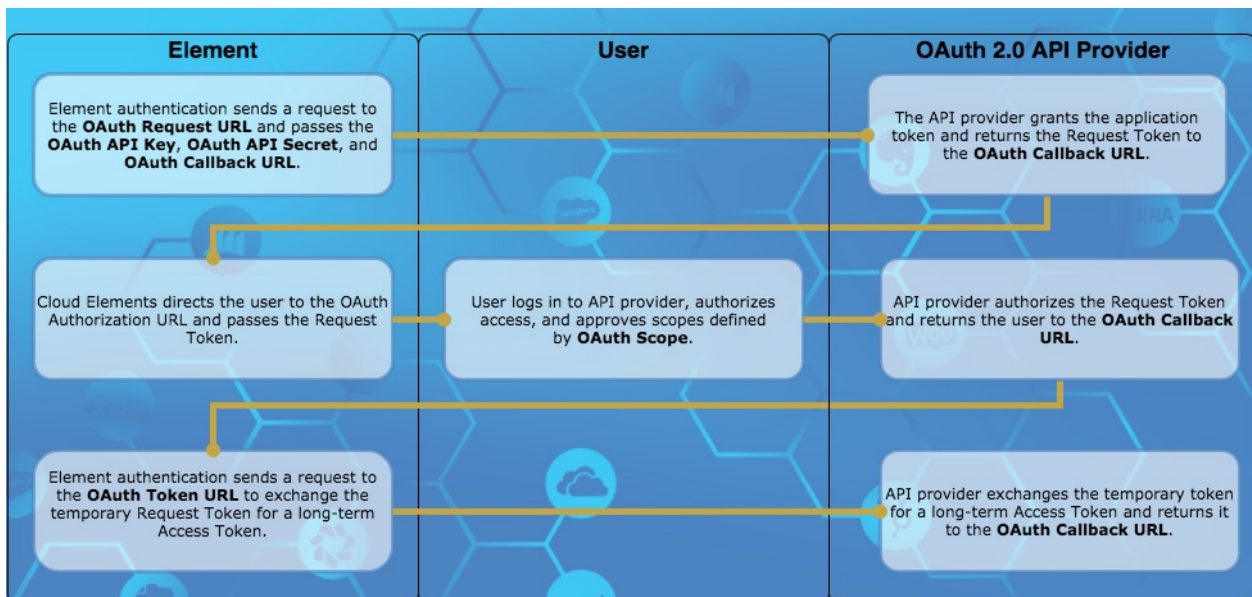 Element
User
OAuth 2.0 API Provider
Element authentication sends a request to
the OAuth Request URL and passes the
OAuth API Key, OAuth API Secret, and
OAuth Callback URL.
The API provider grants the application
token and returns the Request Token to
the OAuth Callback URL.
Cloud Elements directs the user to the OAuth
Authorization URL and passes the Request
Token.
User logs in to API provider, authorizes
access, and approves scopes defined
by OAuth Scope.
API provider authorizes the Request Token
and returns the user to the OAuth Callback
URL.
Element authentication sends a request to
the OAuth Token URL to exchange the
temporary Request Token for a long-term
Access Token.
API provider exchanges the temporary token
for a long-term Access Token and returns it
to the OAuth Callback URL.